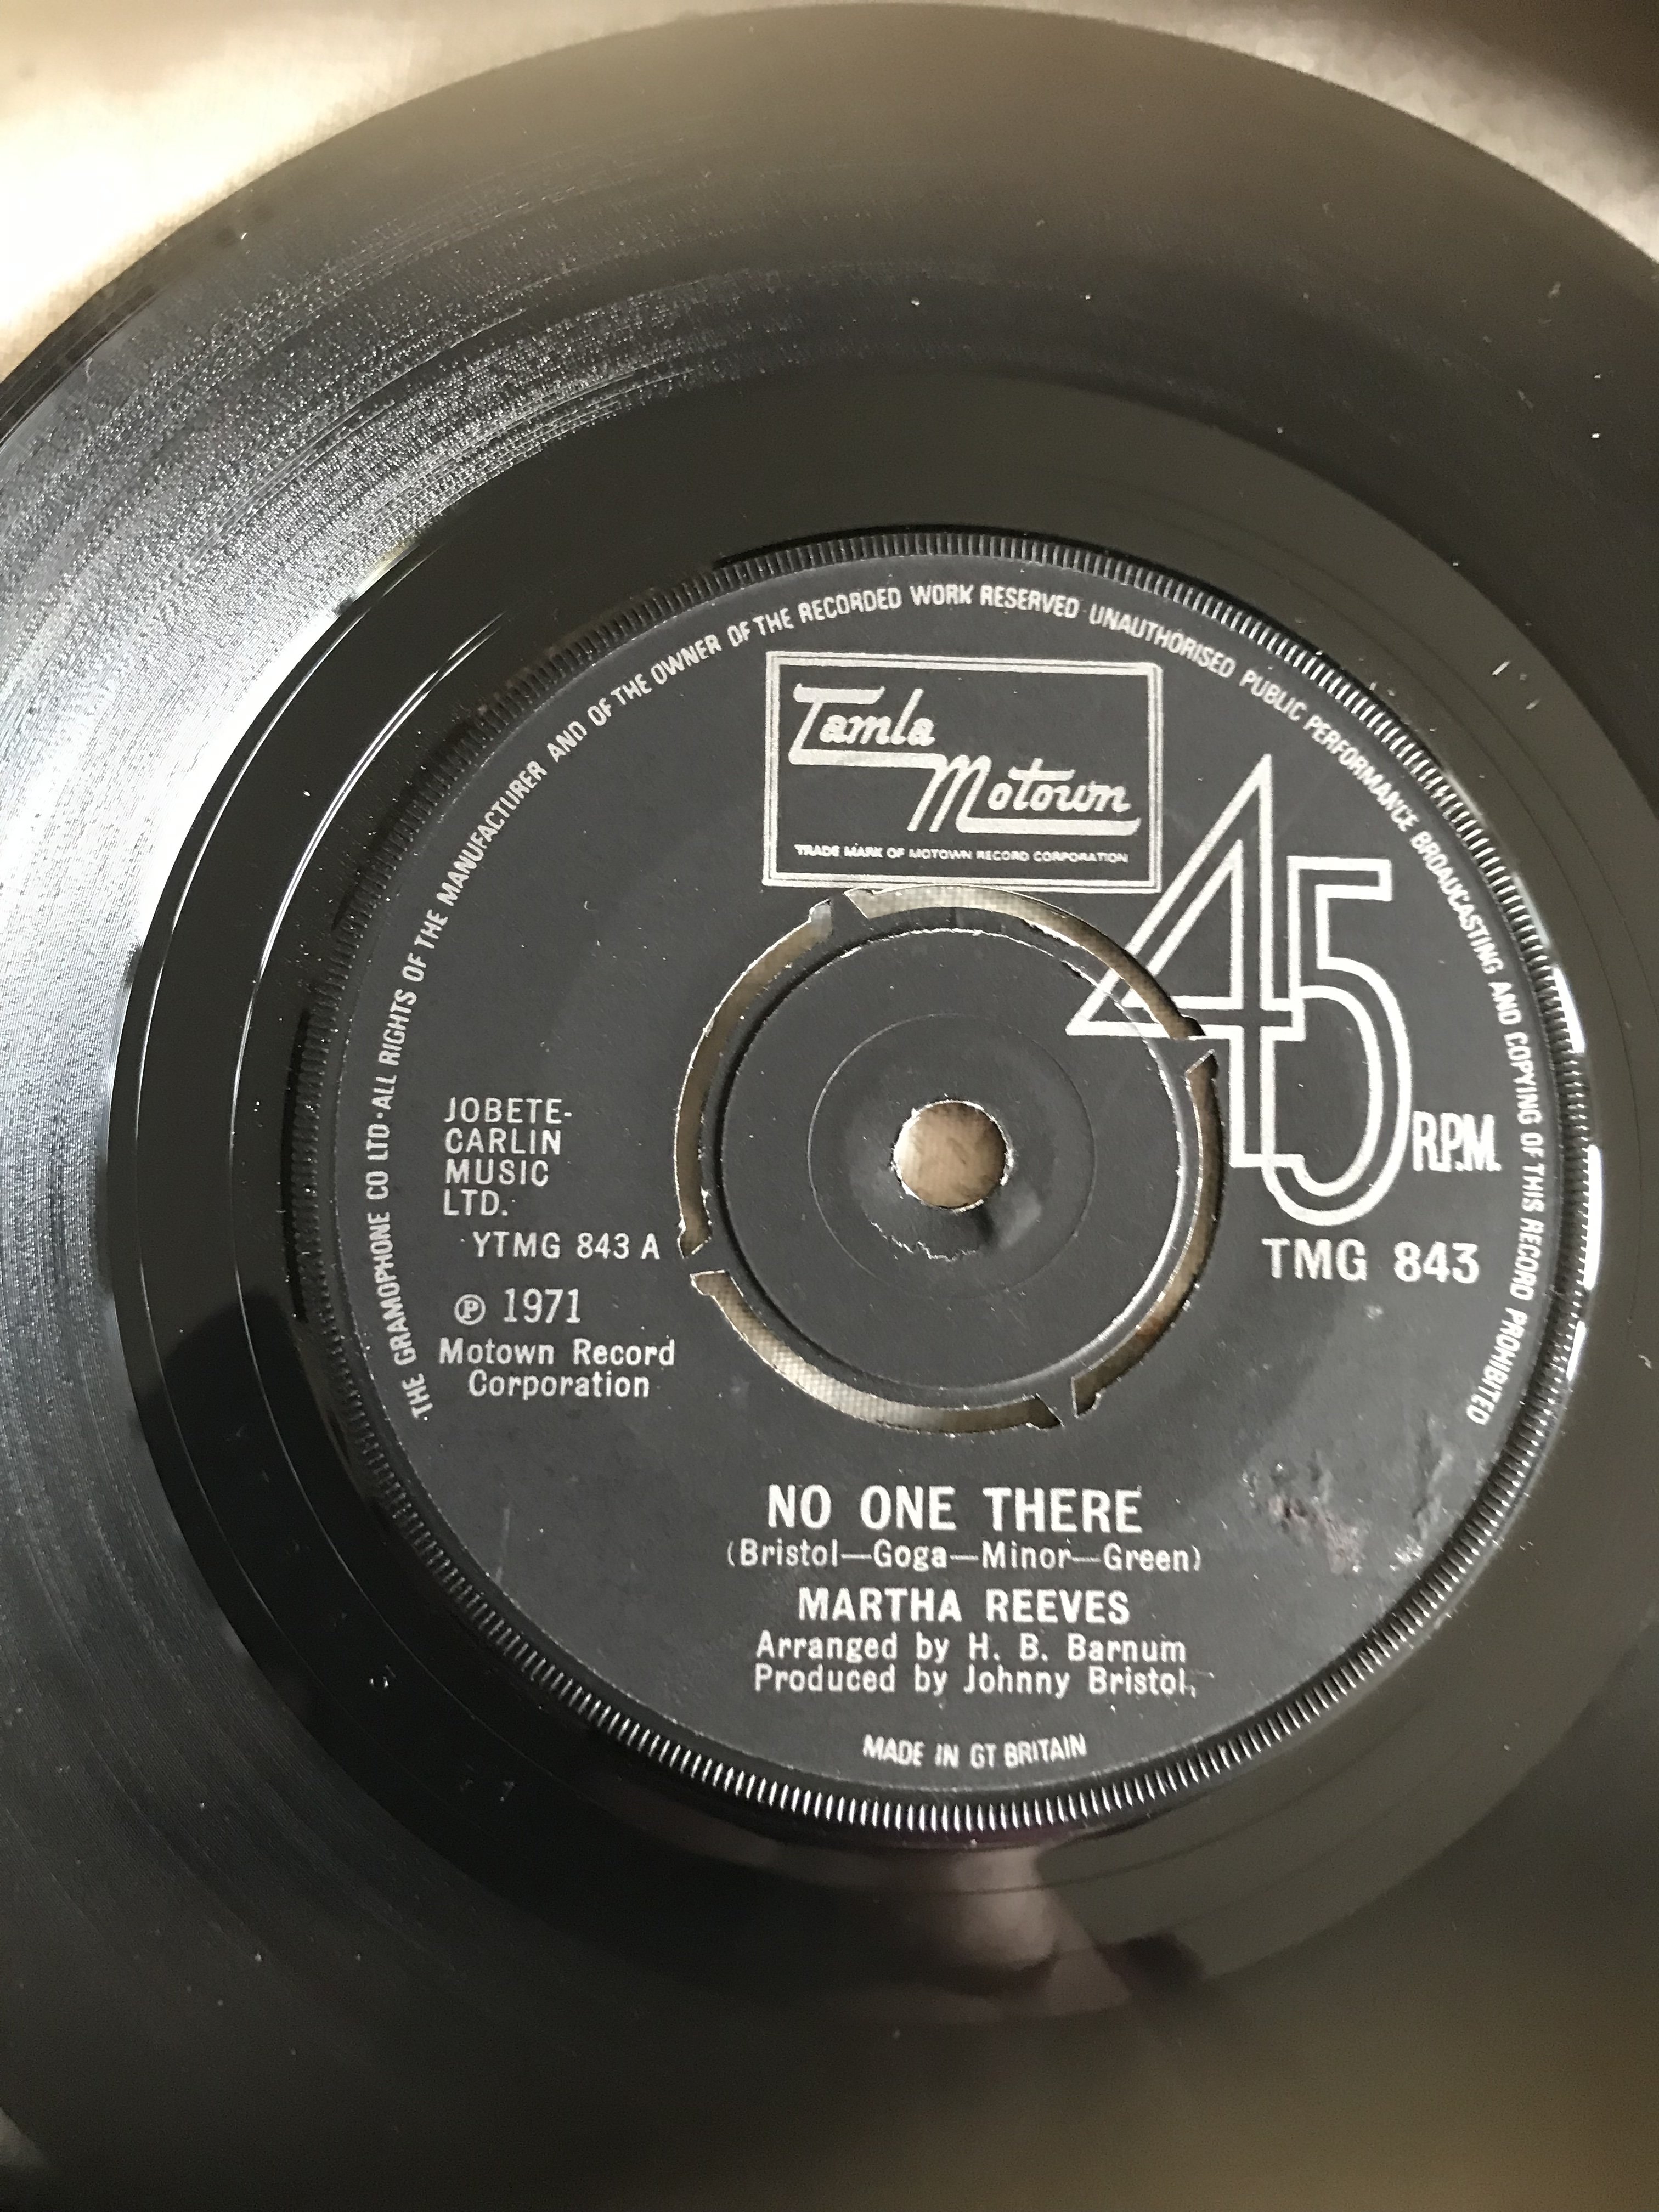 THE GRAMOPHONE CO LTD · ALL RIGHTS OF THE MANUFACTURER AND OF THE OWNER OF THE RECORDED WORK RESERVED UNAUTHORISED PUBLIC PERFORMANCE BROADCASTING AND COPYING OF THIS RECORD PROHIBITED
Tamla
Motown
TRADE MARK OF MOTOWN RECORD CORPORATION
45 R.P.M.
TMG 843
JOBETE-
CARLIN
MUSIC
LTD.
YTMG 843 A
℗ 1971
Motown Record
Corporation
NO ONE THERE
(Bristol—Goga—Minor—Green)
MARTHA REEVES
Arranged by H. B. Barnum
Produced by Johnny Bristol,
MADE IN GT BRITAIN